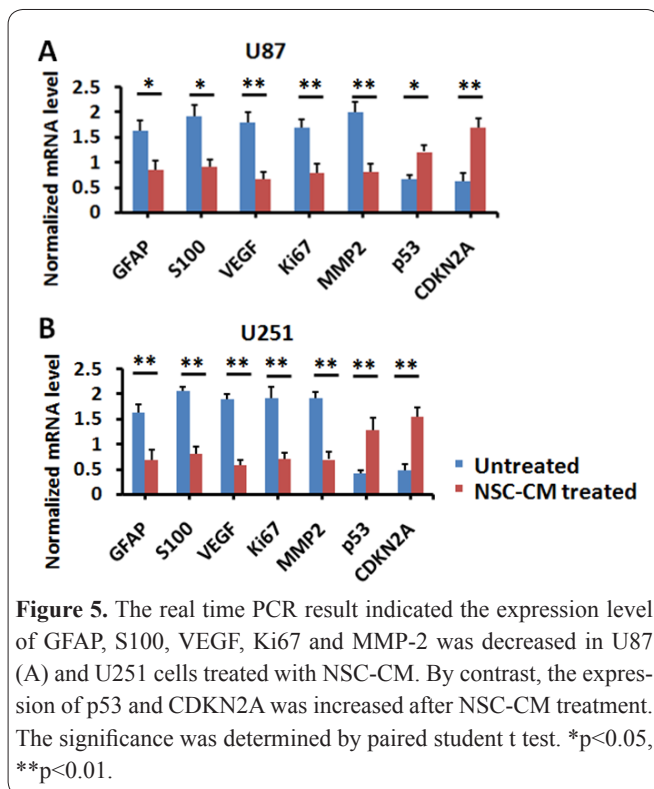 A
U87
Normalized mRNA level
2.5
2
1.5
1
0.5
0
* * ** ** ** * **
GFAP S100 VEGF Ki67 MMP2 p53 CDKN2A
B
U251
Normalized mRNA level
2.5
2
1.5
1
0.5
0
** ** ** ** ** ** **
GFAP S100 VEGF Ki67 MMP2 p53 CDKN2A
Untreated
NSC-CM treated
Figure 5. The real time PCR result indicated the expression level
of GFAP, S100, VEGF, Ki67 and MMP-2 was decreased in U87
(A) and U251 cells treated with NSC-CM. By contrast, the expres-
sion of p53 and CDKN2A was increased after NSC-CM treatment.
The significance was determined by paired student t test. *p<0.05,
**p<0.01.